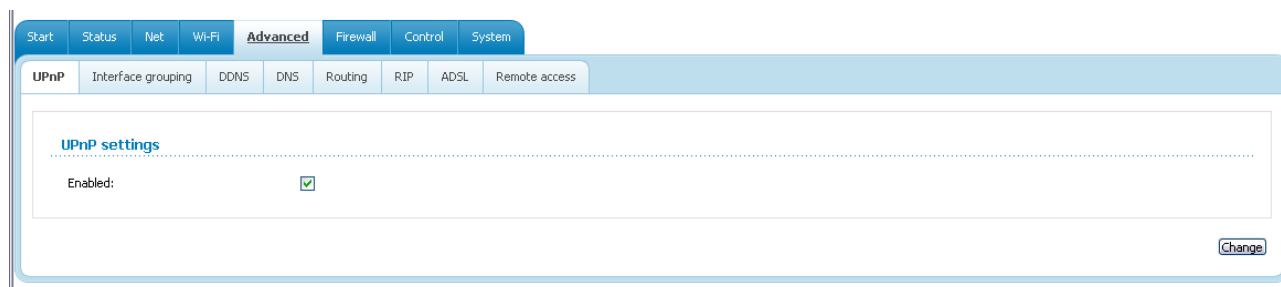 Start Status Net Wi-Fi Advanced Firewall Control System
UPnP Interface grouping DDNS DNS Routing RIP ADSL Remote access
UPnP settings
Enabled:
Change